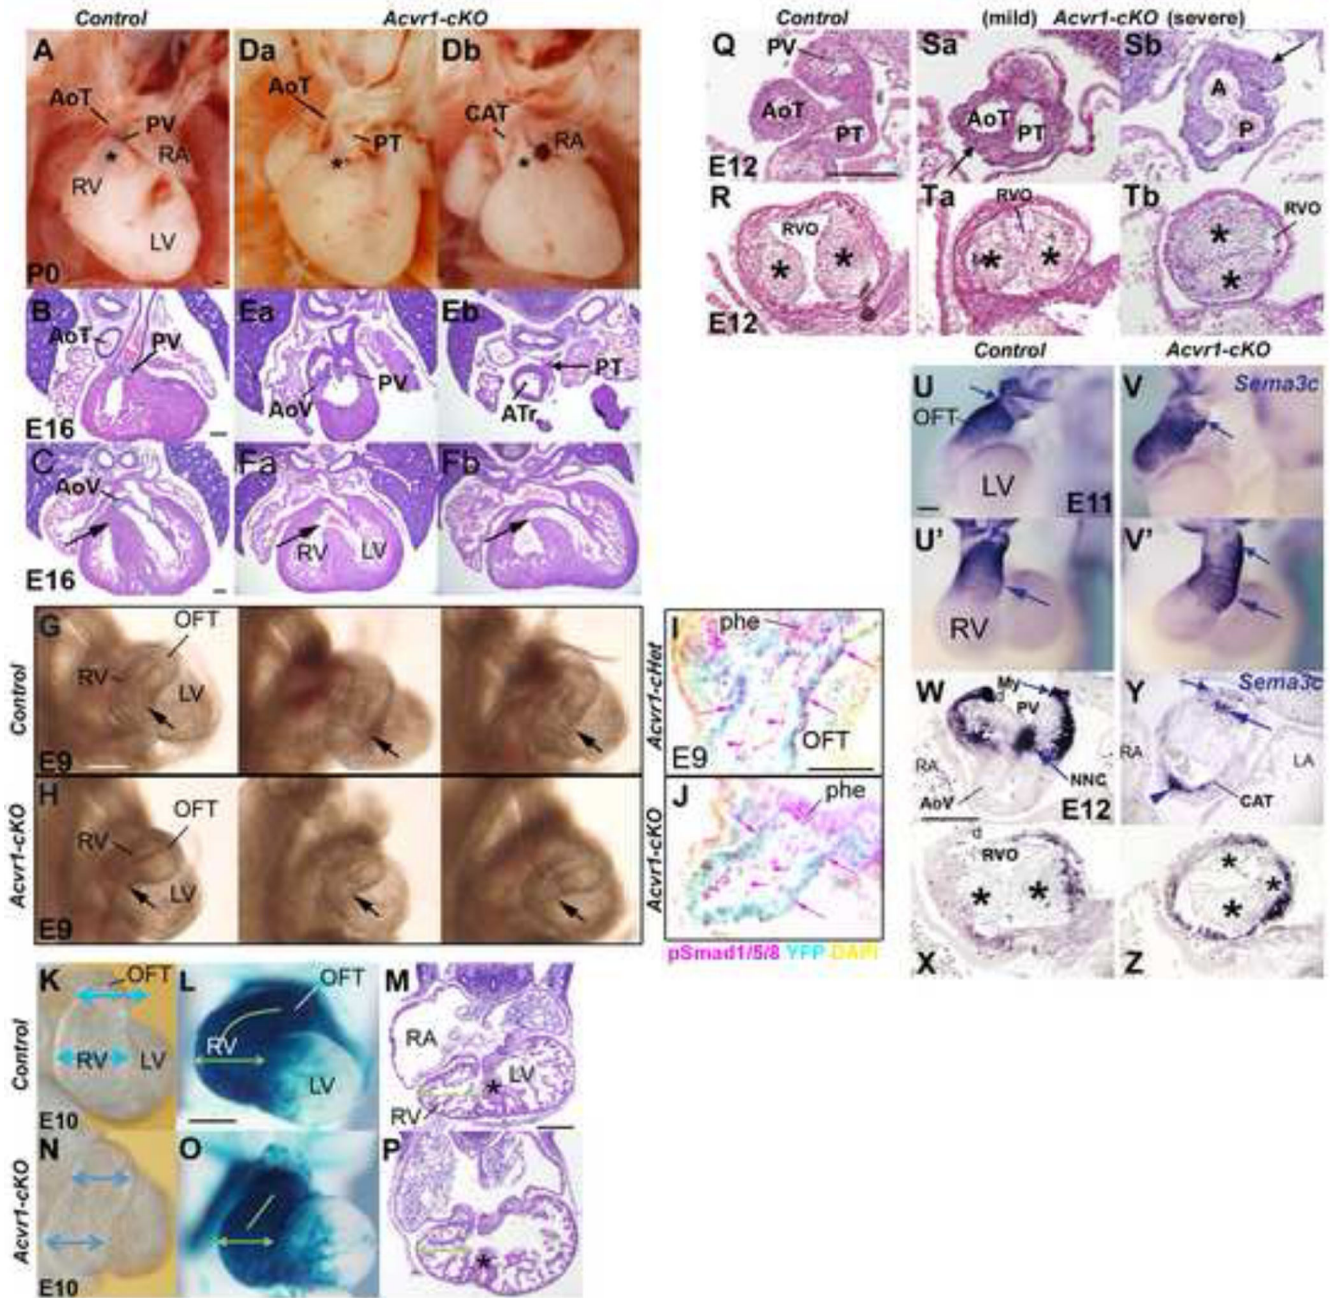 Control
Acvr1-cKO
A
AoT
PV
*
RA
RV
LV
P0
Da
AoT
PT
*
Db
CAT
RA
*
B
AoT
PV
E16
Ea
AoV
PV
Eb
PT
ATr
C
AoV
E16
Fa
RV
LV
Fb
Control
G
OFT
RV
LV
E9
Acvr1-cKO
H
OFT
RV
LV
E9
Acvr1-cHet
I
phe
OFT
E9
Acvr1-cKO
J
phe
pSmad1/5/8 YFP DAPI
Control
K
OFT
RV
LV
E10
L
OFT
RV
LV
M
RA
LV
*
RV
Acvr1-cKO
N
E10
O
P
*
Control
(mild) Acvr1-cKO (severe)
Q
PV
AoT
PT
E12
Sa
AoT
PT
Sb
A
P
R
RVO
* *
E12
Ta
RVO
* *
Tb
RVO
*
*
Control
Acvr1-cKO
U
OFT
LV
E11
V
Sema3c
U'
RV
V'
W
My
PV
RA
NNC
AoV
E12
Y
Sema3c
RA
LA
CAT
RVO
* *
X
*
*
*
Z